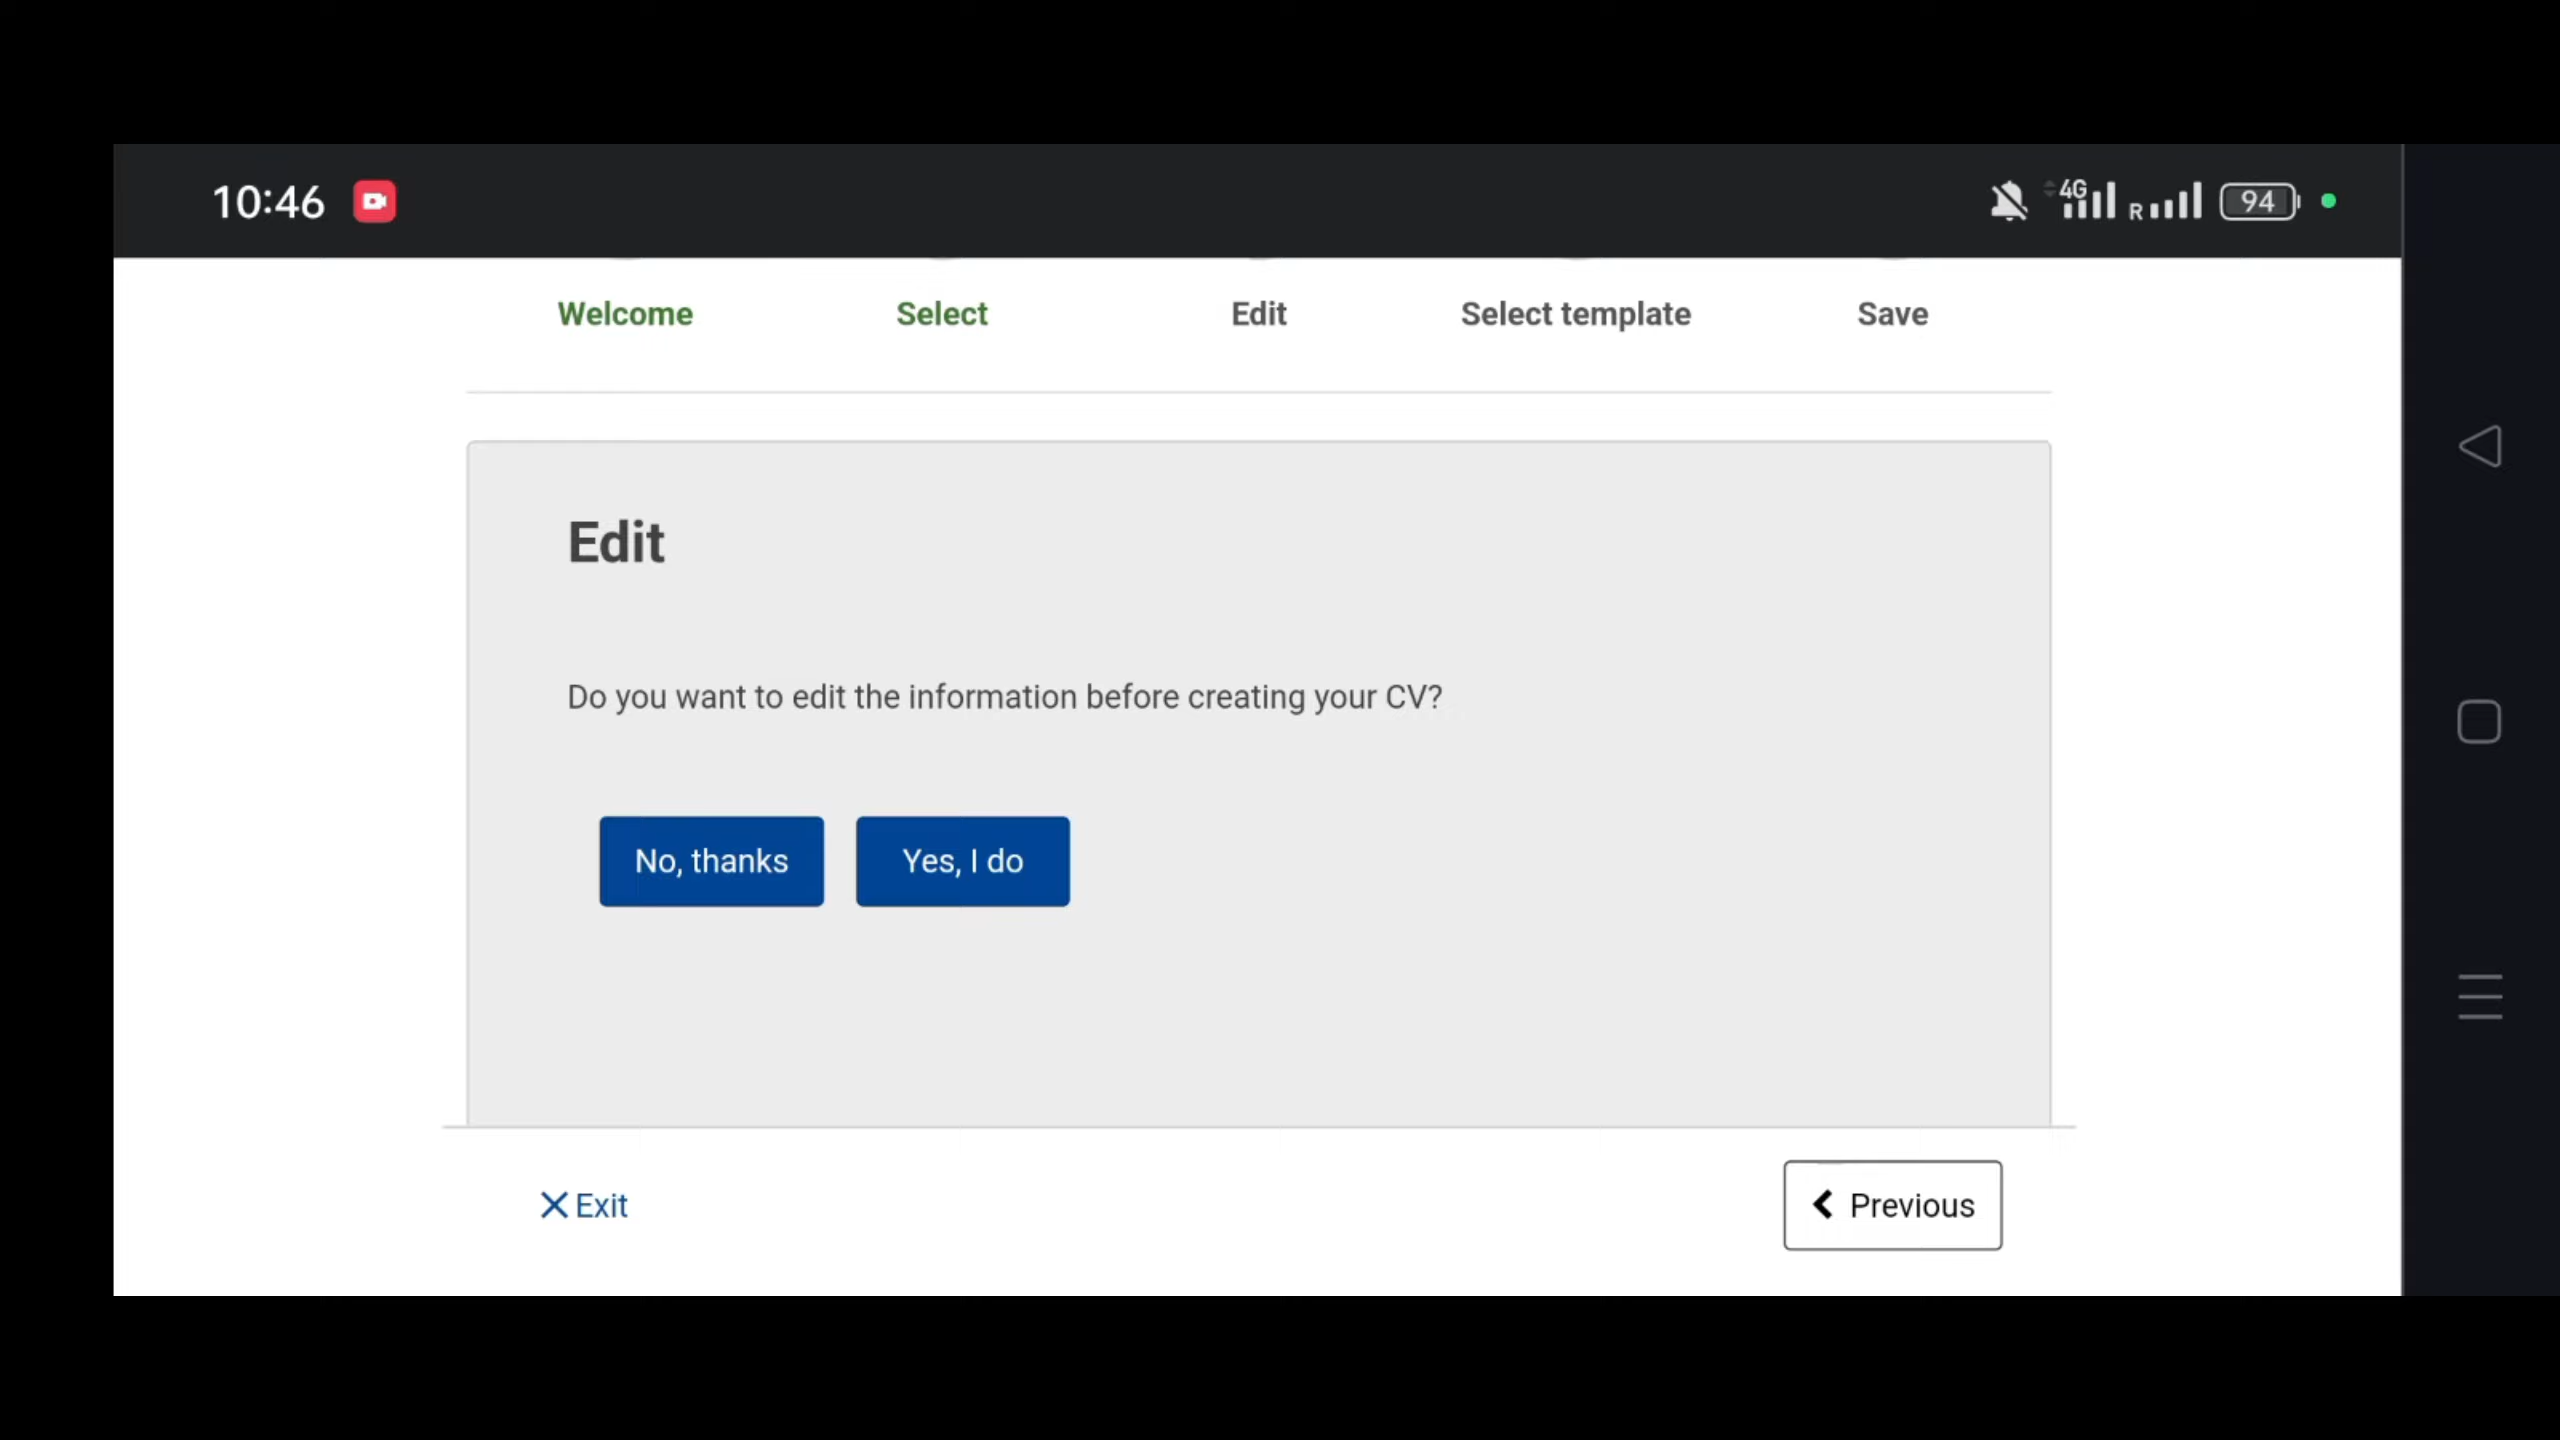 10:46 4G R 94
Welcome Select Edit Select template Save
Edit
Do you want to edit the information before creating your CV?
No, thanks Yes, I do
Exit Previous